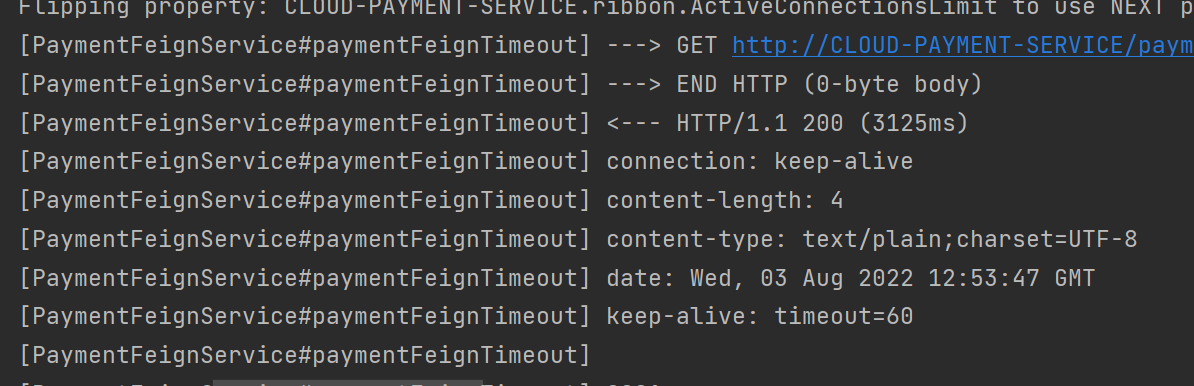 Flipping property: CLOUD-PAYMENT-SERVICE.ribbon.ActiveConnectionsLimit to use NEXT p
[PaymentFeignService#paymentFeignTimeout] ---> GET http://CLOUD-PAYMENT-SERVICE/paym
[PaymentFeignService#paymentFeignTimeout] ---> END HTTP (0-byte body)
[PaymentFeignService#paymentFeignTimeout] <--- HTTP/1.1 200 (3125ms)
[PaymentFeignService#paymentFeignTimeout] connection: keep-alive
[PaymentFeignService#paymentFeignTimeout] content-length: 4
[PaymentFeignService#paymentFeignTimeout] content-type: text/plain;charset=UTF-8
[PaymentFeignService#paymentFeignTimeout] date: Wed, 03 Aug 2022 12:53:47 GMT
[PaymentFeignService#paymentFeignTimeout] keep-alive: timeout=60
[PaymentFeignService#paymentFeignTimeout]